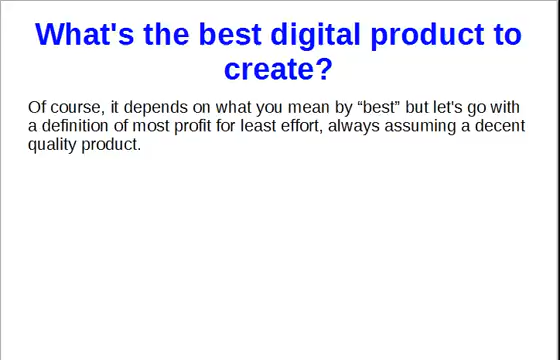 What's the best digital product to
create?
Of course, it depends on what you mean by “best” but let's go with
a definition of most profit for least effort, always assuming a decent
quality product.